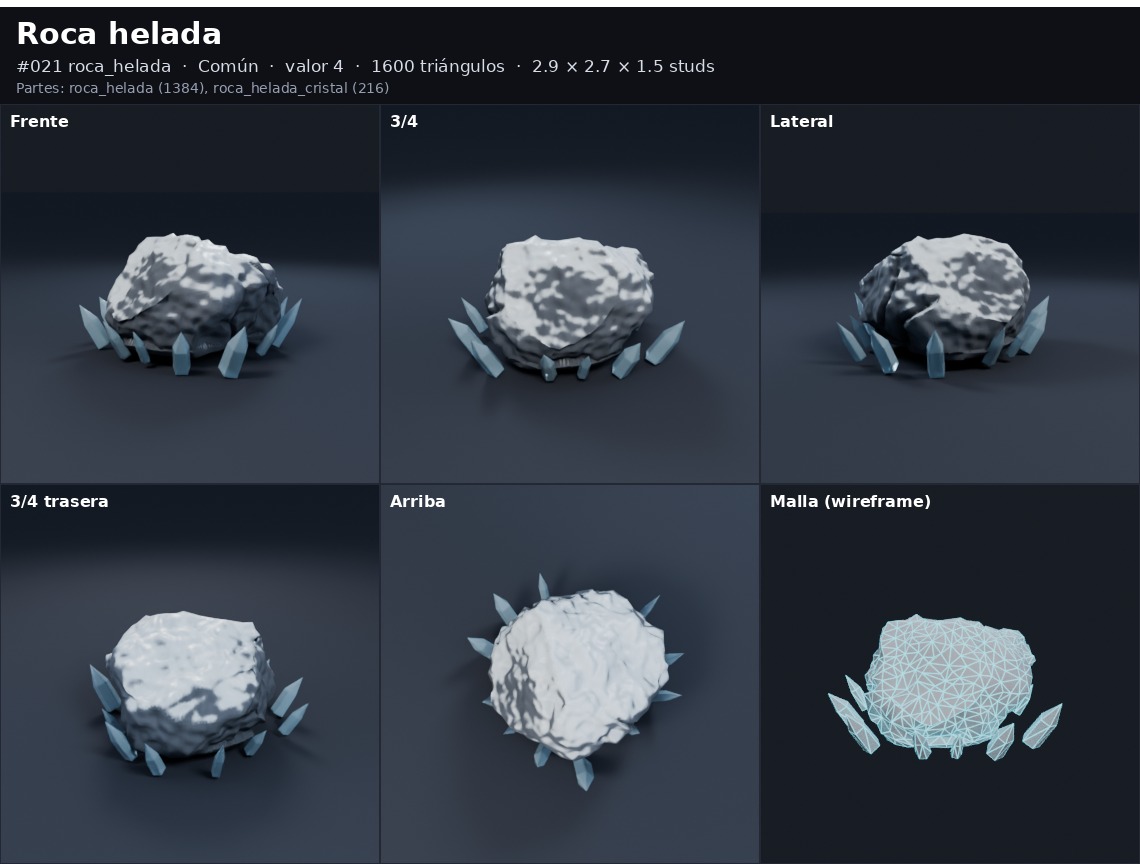 Roca helada
#021 roca_helada · Común · valor 4 · 1600 triángulos · 2.9 × 2.7 × 1.5 studs
Partes: roca_helada (1384), roca_helada_cristal (216)
Frente
3/4
Lateral
3/4 trasera
Arriba
Malla (wireframe)